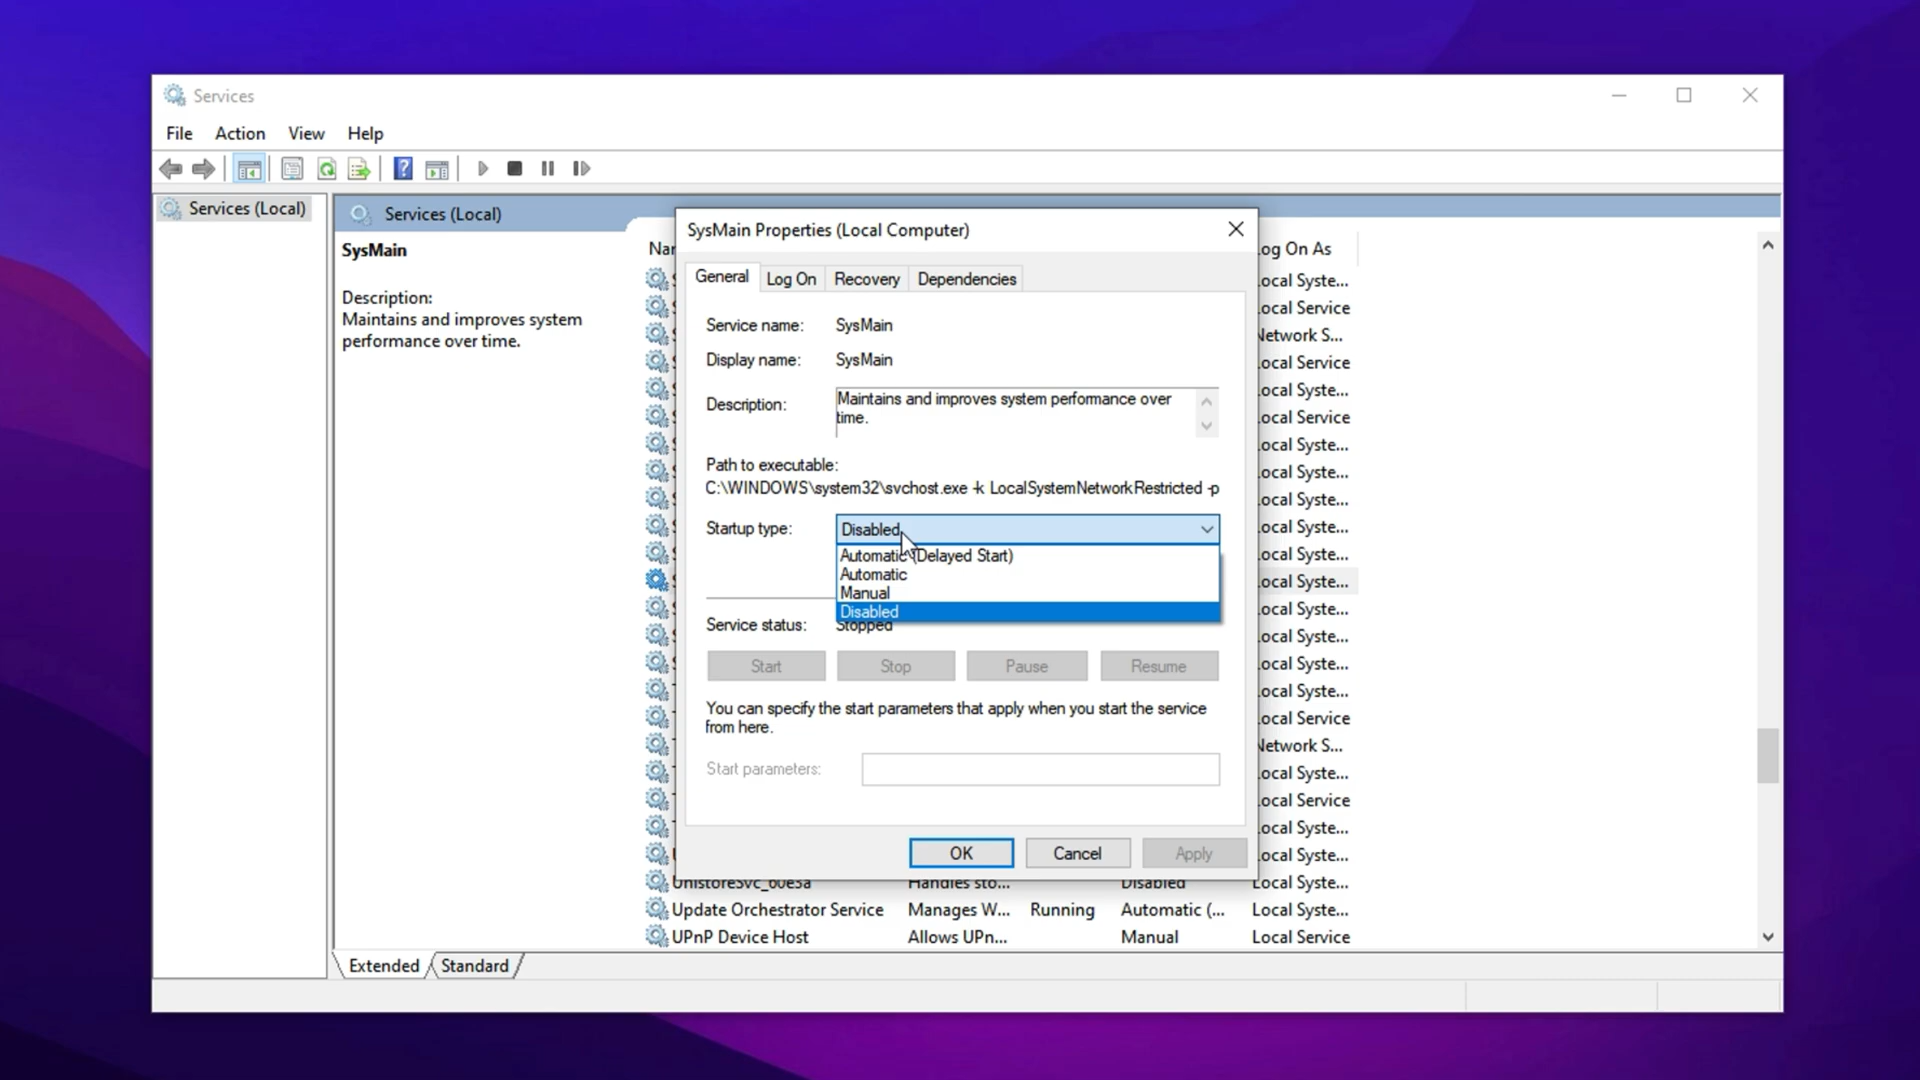 Services
File Action View Help
Services (Local)
Services (Local)
SysMain
Description:
Maintains and improves system
performance over time.
SysMain Properties (Local Computer)
General Log On Recovery Dependencies
Service name: SysMain
Display name: SysMain
Description: Maintains and improves system performance over
time.
Path to executable:
C:\WINDOWS\system32\svchost.exe -k LocalSystemNetworkRestricted -p
Startup type: Disabled
Automatic (Delayed Start)
Automatic
Manual
Disabled
Service status: Stopped
Start Stop Pause Resume
You can specify the start parameters that apply when you start the service
from here.
Start parameters:
OK Cancel Apply
Nar
og On As
ocal Syste...
ocal Service
Network S...
ocal Service
ocal Syste...
ocal Service
ocal Syste...
ocal Syste...
ocal Syste...
ocal Syste...
ocal Syste...
ocal Syste...
ocal Syste...
ocal Syste...
ocal Syste...
ocal Syste...
ocal Service
Network S...
ocal Syste...
ocal Service
ocal Syste...
ocal Syste...
UnistoreSvc_60e3a Handles sto... Disabled Local Syste...
Update Orchestrator Service Manages W... Running Automatic (... Local Syste...
UPnP Device Host Allows UPn... Manual Local Service
Extended Standard